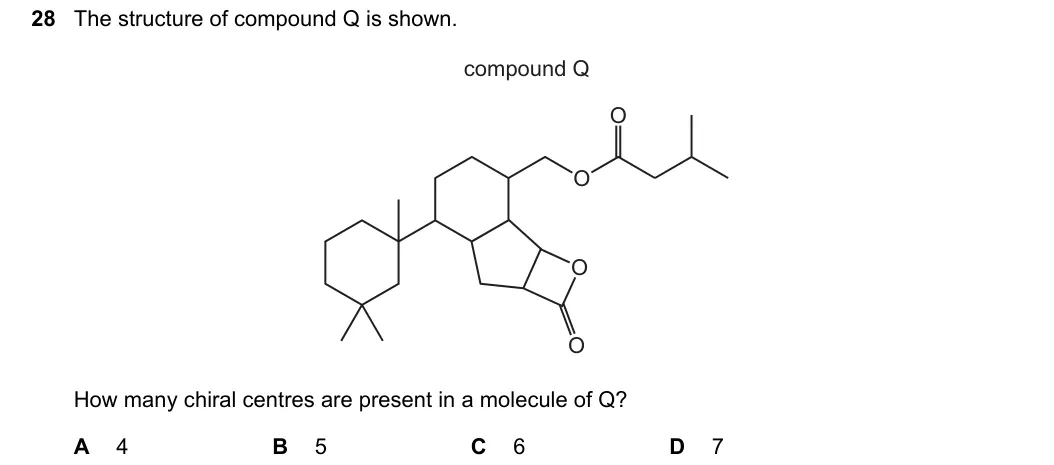 28 The structure of compound Q is shown.
compound Q
O
O
O
O
How many chiral centres are present in a molecule of Q?
A 4 B 5 C 6 D 7